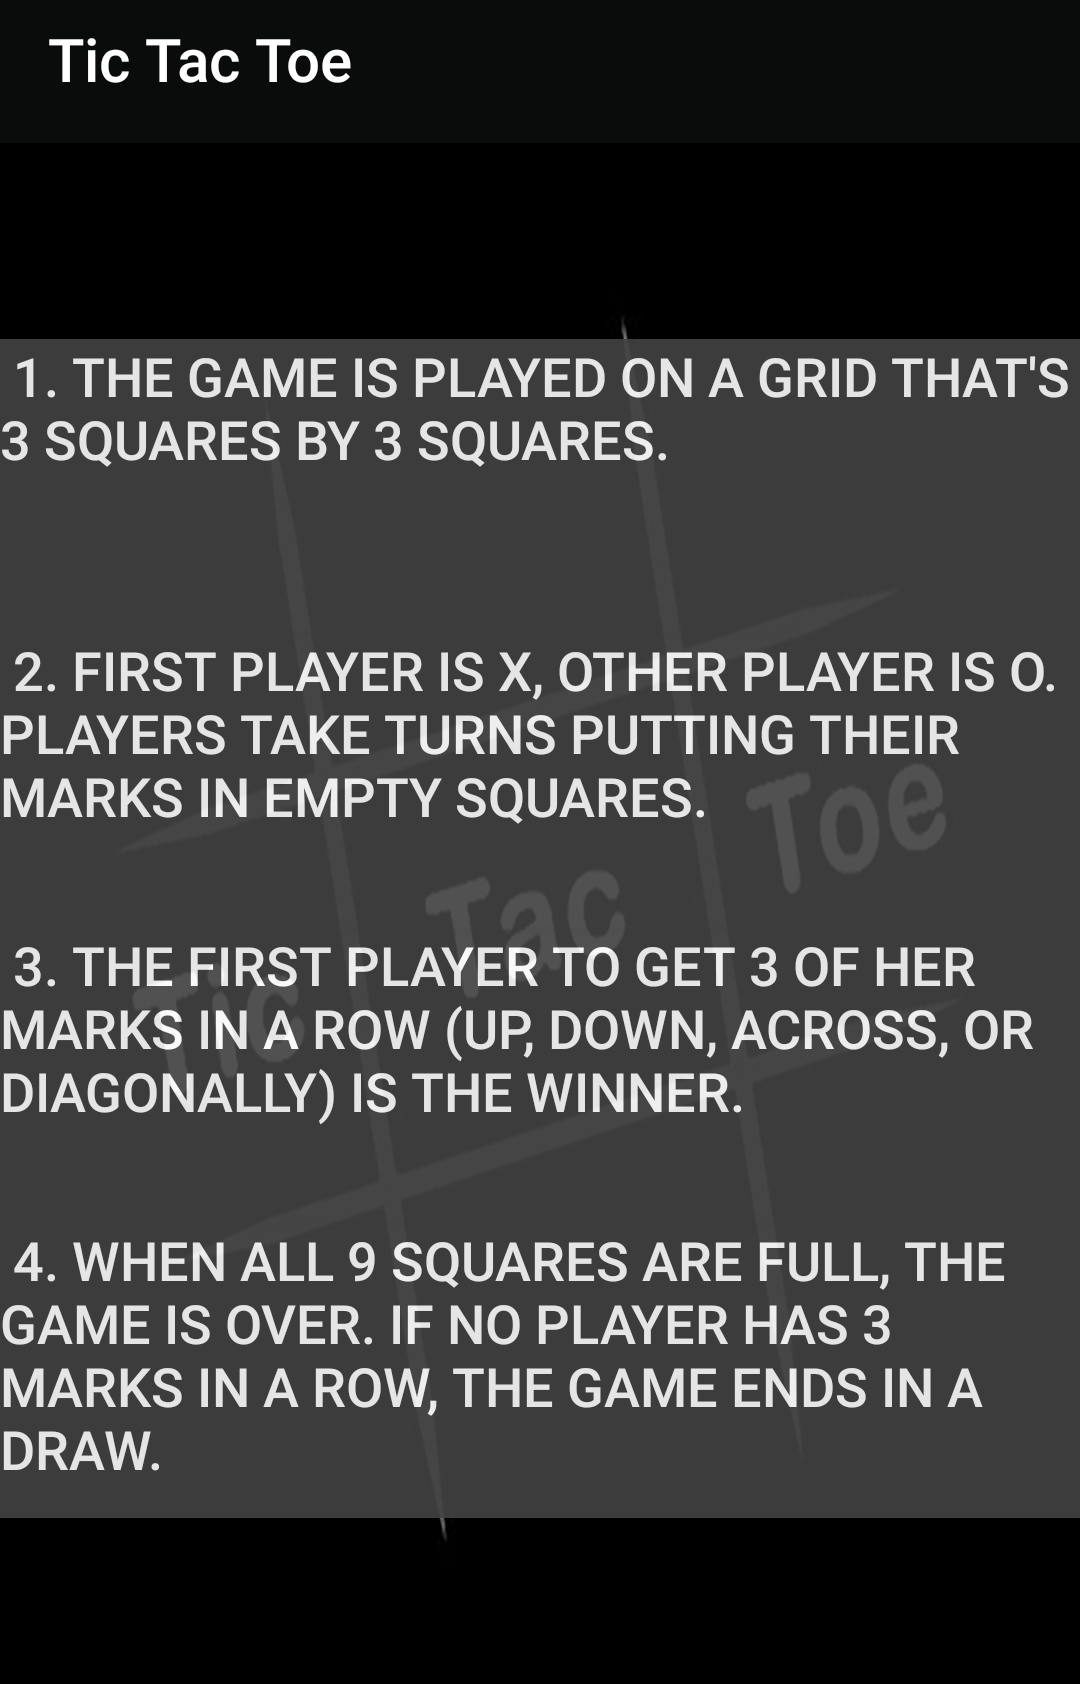 Tic Tac Toe
1. THE GAME IS PLAYED ON A GRID THAT'S
3 SQUARES BY 3 SQUARES.
2. FIRST PLAYER IS X, OTHER PLAYER IS O.
PLAYERS TAKE TURNS PUTTING THEIR
MARKS IN EMPTY SQUARES.
3. THE FIRST PLAYER TO GET 3 OF HER
MARKS IN A ROW (UP, DOWN, ACROSS, OR
DIAGONALLY) IS THE WINNER.
4. WHEN ALL 9 SQUARES ARE FULL, THE
GAME IS OVER. IF NO PLAYER HAS 3
MARKS IN A ROW, THE GAME ENDS IN A
DRAW.
Tic Tac Toe